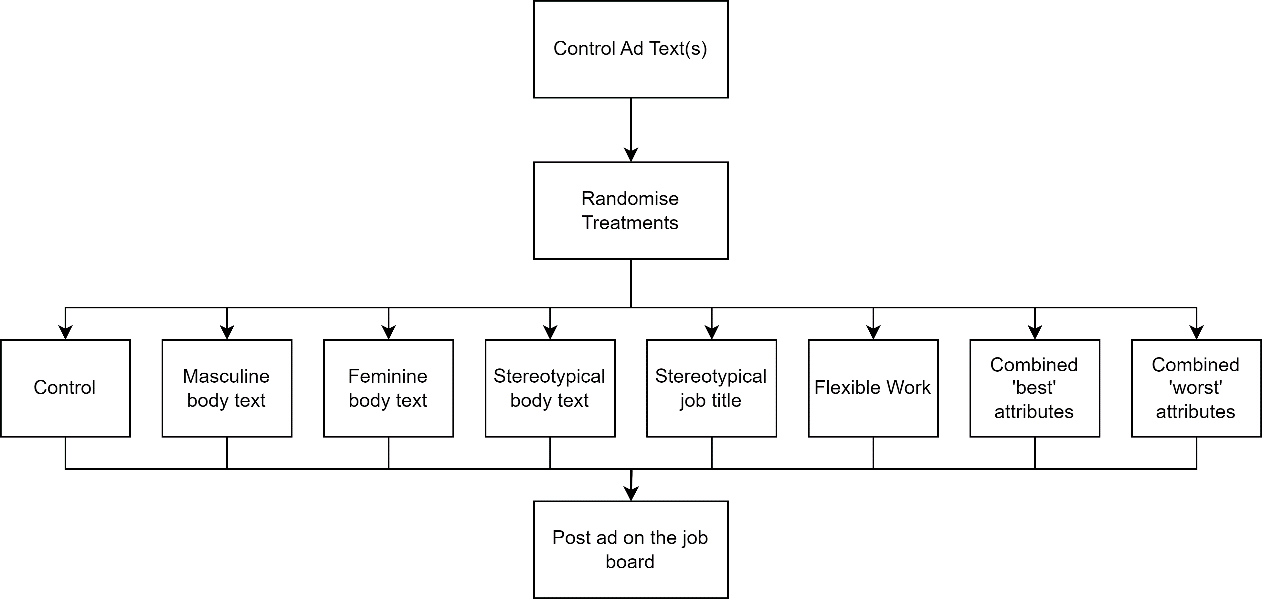 Control Ad Text(s)
Randomise
Treatments
Control
Masculine
body text
Feminine
body text
Stereotypical
body text
Stereotypical
job title
Flexible Work
Combined
'best'
attributes
Combined
'worst'
attributes
Post ad on the job
board